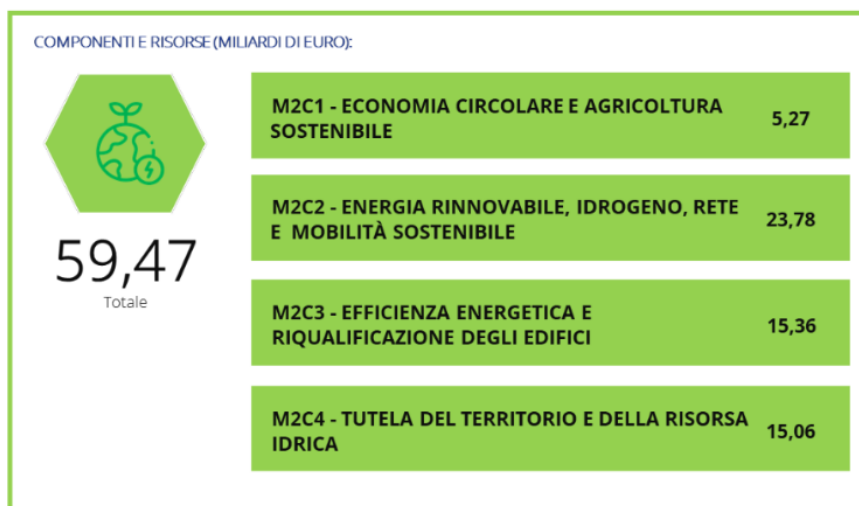 COMPONENTI E RISORSE (MILIARDI DI EURO):
59,47
Totale
M2C1 - ECONOMIA CIRCOLARE E AGRICOLTURA
SOSTENIBILE
5,27
M2C2 - ENERGIA RINNOVABILE, IDROGENO, RETE
E MOBILITÀ SOSTENIBILE
23,78
M2C3 - EFFICIENZA ENERGETICA E
RIQUALIFICAZIONE DEGLI EDIFICI
15,36
M2C4 - TUTELA DEL TERRITORIO E DELLA RISORSA
IDRICA
15,06